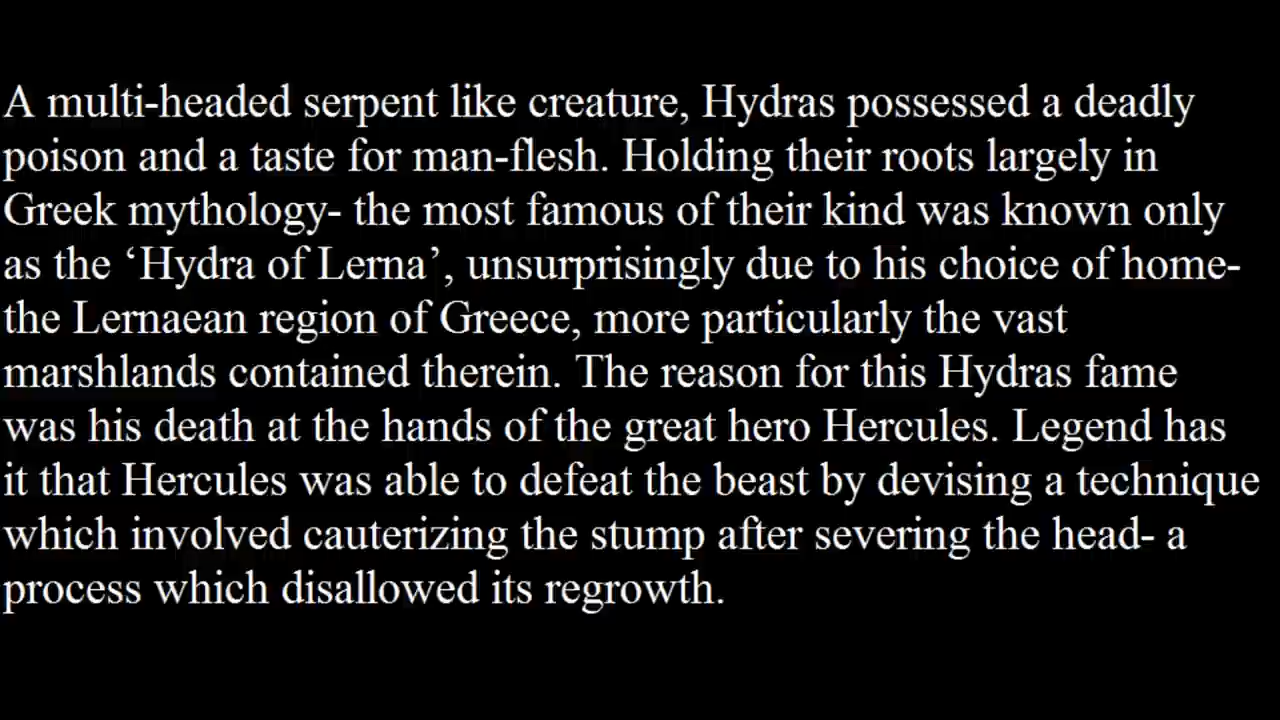 A multi-headed serpent like creature, Hydras possessed a deadly
poison and a taste for man-flesh. Holding their roots largely in
Greek mythology- the most famous of their kind was known only
as the ‘Hydra of Lerna’, unsurprisingly due to his choice of home-
the Lernaean region of Greece, more particularly the vast
marshlands contained therein. The reason for this Hydras fame
was his death at the hands of the great hero Hercules. Legend has
it that Hercules was able to defeat the beast by devising a technique
which involved cauterizing the stump after severing the head- a
process which disallowed its regrowth.